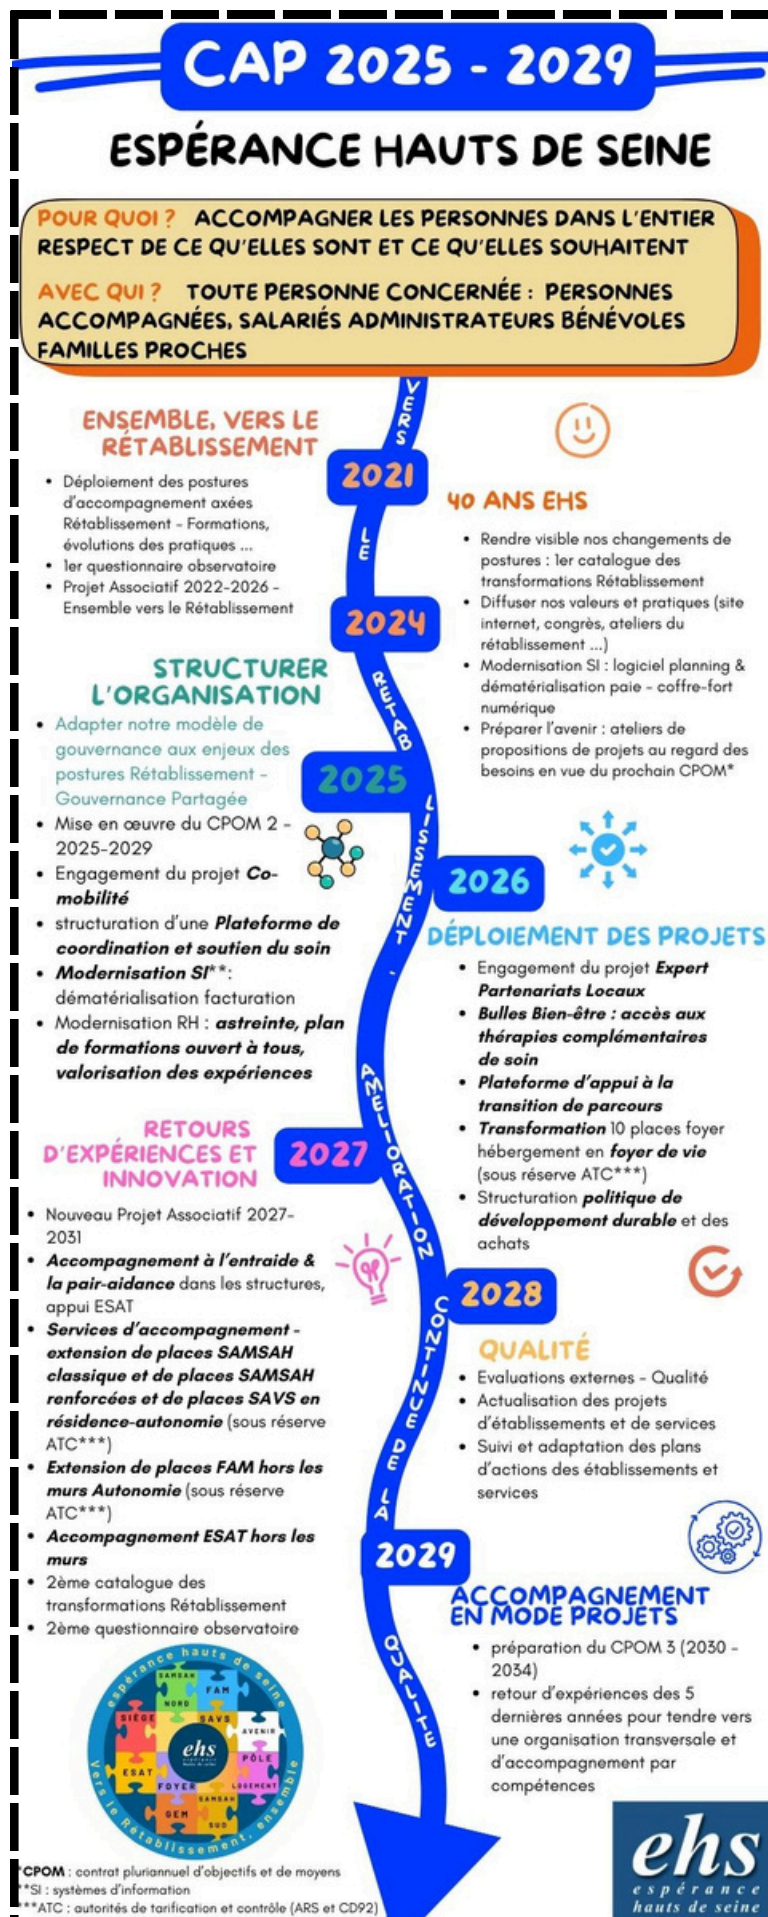 CAP 2025 - 2029
ESPÉRANCE HAUTS DE SEINE
POUR QUOI ? ACCOMPAGNER LES PERSONNES DANS L'ENTIER
RESPECT DE CE QU'ELLES SONT ET CE QU'ELLES SOUHAITENT
AVEC QUI ? TOUTE PERSONNE CONCERNÉE : PERSONNES
ACCOMPAGNÉES, SALARIÉS ADMINISTRATEURS BÉNÉVOLES
FAMILLES PROCHES
VERS LE RETABLISSEMENT - AMELIORATION CONTINUE DE LA QUALITE
ENSEMBLE, VERS LE
RÉTABLISSEMENT
2021
• Déploiement des postures
d'accompagnement axées
Rétablissement - Formations,
évolutions des pratiques ...
• 1er questionnaire observatoire
• Projet Associatif 2022-2026 -
Ensemble vers le Rétablissement
40 ANS EHS
2024
• Rendre visible nos changements de
postures : 1er catalogue des
transformations Rétablissement
• Diffuser nos valeurs et pratiques (site
internet, congrès, ateliers du
rétablissement ...)
• Modernisation SI : logiciel planning &
dématérialisation paie - coffre-fort
numérique
• Préparer l'avenir : ateliers de
propositions de projets au regard des
besoins en vue du prochain CPOM*
STRUCTURER
L'ORGANISATION
2025
• Adapter notre modèle de
gouvernance aux enjeux des
postures Rétablissement -
Gouvernance Partagée
• Mise en œuvre du CPOM 2 -
2025-2029
• Engagement du projet Co-
mobilité
• structuration d'une Plateforme de
coordination et soutien du soin
• Modernisation SI**:
dématérialisation facturation
• Modernisation RH : astreinte, plan
de formations ouvert à tous,
valorisation des expériences
2026
DÉPLOIEMENT DES PROJETS
• Engagement du projet Expert
Partenariats Locaux
• Bulles Bien-être : accès aux
thérapies complémentaires
de soin
• Plateforme d'appui à la
transition de parcours
• Transformation 10 places foyer
hébergement en foyer de vie
(sous réserve ATC***)
• Structuration politique de
développement durable et des
achats
RETOURS
D'EXPÉRIENCES ET
INNOVATION
2027
• Nouveau Projet Associatif 2027-
2031
• Accompagnement à l'entraide &
la pair-aidance dans les structures,
appui ESAT
• Services d'accompagnement -
extension de places SAMSAH
classique et de places SAMSAH
renforcées et de places SAVS en
résidence-autonomie (sous réserve
ATC***)
• Extension de places FAM hors les
murs Autonomie (sous réserve
ATC***)
• Accompagnement ESAT hors les
murs
• 2ème catalogue des
transformations Rétablissement
• 2ème questionnaire observatoire
2028
QUALITÉ
• Evaluations externes - Qualité
• Actualisation des projets
d'établissements et de services
• Suivi et adaptation des plans
d'actions des établissements et
services
2029
ACCOMPAGNEMENT
EN MODE PROJETS
• préparation du CPOM 3 (2030 -
2034)
• retour d'expériences des 5
dernières années pour tendre vers
une organisation transversale et
d'accompagnement par
compétences
espérance hauts de seine
SAMSAH
NORD
FAM
SIÈGE
SAVS
AVENIR
ehs
espérance
hauts de seine
ESAT
PÔLE
LOGEMENT
FOYER
GEM
SAMSAH
SUD
Vers le Rétablissement, ensemble
*CPOM : contrat pluriannuel d'objectifs et de moyens
**SI : systèmes d'information
***ATC : autorités de tarification et contrôle (ARS et CD92)
ehs
espérance
hauts de seine